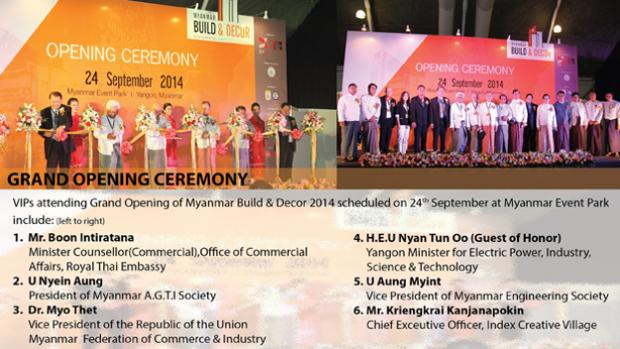 MYANMAR
BUILD & DECOR
OPENING CEREMONY
24 September 2014
Myanmar Event Park | Yangon, Myanmar
MYANMAR
BUILD & DECOR
OPENING CEREMONY
24 September 2014
GRAND OPENING CEREMONY
VIPs attending Grand Opening of Myanmar Build & Decor 2014 scheduled on 24th September at Myanmar Event Park
include: (left to right)
1. Mr. Boon Intiratana
Minister Counsellor(Commercial),Office of Commercial
Affairs, Royal Thai Embassy
2. U Nyein Aung
President of Myanmar A.G.T.I Society
3. Dr. Myo Thet
Vice President of the Republic of the Union
Myanmar Federation of Commerce & Industry
4. H.E.U Nyan Tun Oo (Guest of Honor)
Yangon Minister for Electric Power, Industry,
Science & Technology
5. U Aung Myint
Vice President of Myanmar Engineering Society
6. Mr. Kriengkrai Kanjanapokin
Chief Exceutive Officer, Index Creative Village